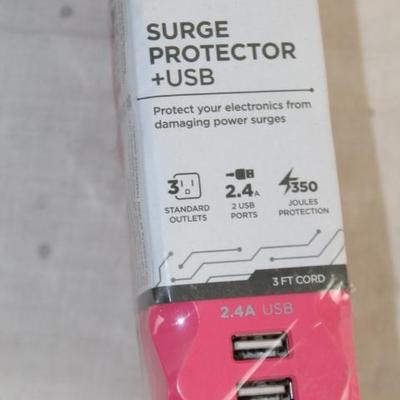 SURGE
PROTECTOR
+USB
Protect your electronics from
damaging power surges
3
STANDARD
OUTLETS
2.4A
2 USB
PORTS
350
JOULES
PROTECTION
3 FT CORD
2.4A USB